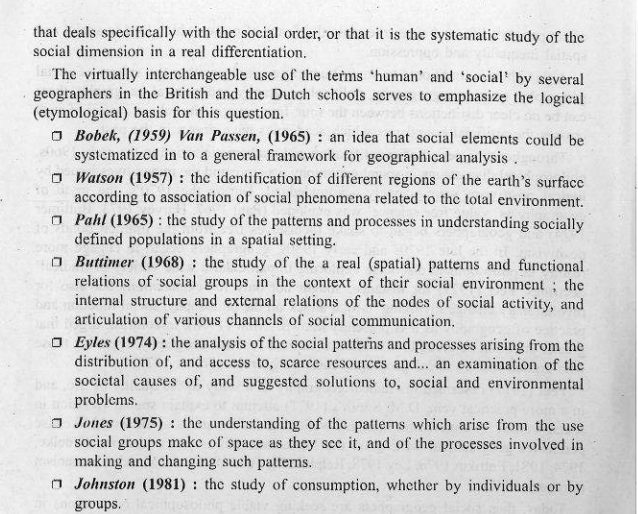 that deals specifically with the social order, or that it is the systematic study of the
social dimension in a real differentiation.
The virtually interchangeable use of the terms ‘human’ and ‘social’ by several
geographers in the British and the Dutch schools serves to emphasize the logical
(etymological) basis for this question.
❒ Bobek, (1959) Van Passen, (1965) : an idea that social elements could be
systematized in to a general framework for geographical analysis .
❒ Watson (1957) : the identification of different regions of the earth’s surface
according to association of social phenomena related to the total environment.
❒ Pahl (1965) : the study of the patterns and processes in understanding socially
defined populations in a spatial setting.
❒ Buttimer (1968) : the study of the a real (spatial) patterns and functional
relations of social groups in the context of their social environment ; the
internal structure and external relations of the nodes of social activity, and
articulation of various channels of social communication.
❒ Eyles (1974) : the analysis of the social patterns and processes arising from the
distribution of, and access to, scarce resources and... an examination of the
societal causes of, and suggested solutions to, social and environmental
problems.
❒ Jones (1975) : the understanding of the patterns which arise from the use
social groups make of space as they see it, and of the processes involved in
making and changing such patterns.
❒ Johnston (1981) : the study of consumption, whether by individuals or by
groups.